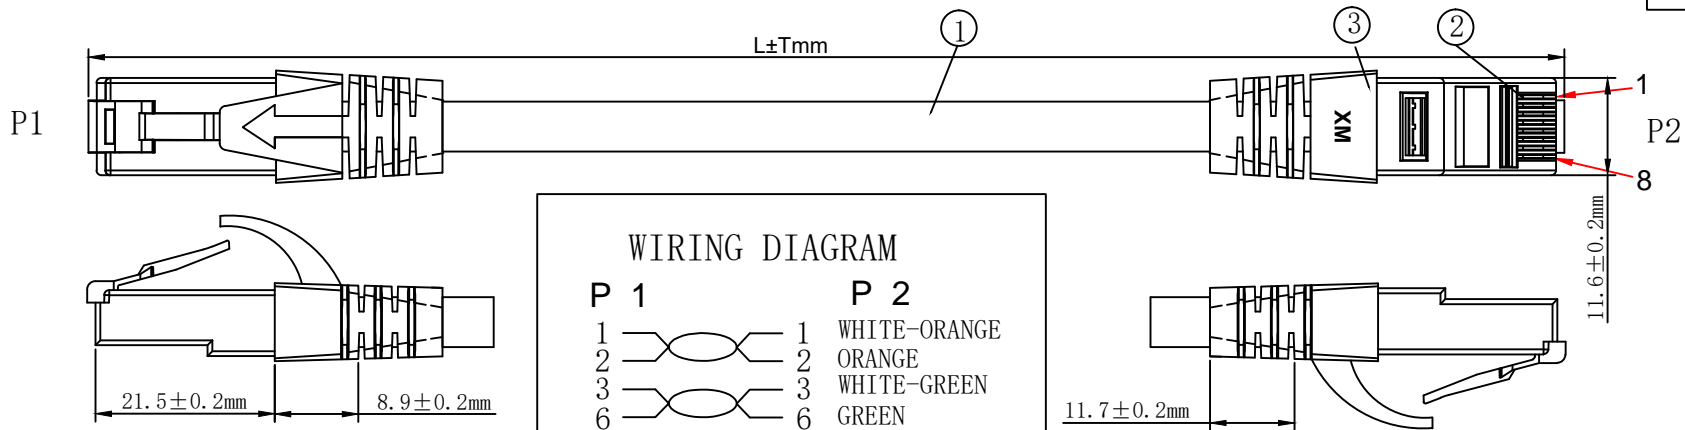 L±Tmm
1
3
2
P1
XM
1
P2
8
11.6±0.2mm
WIRING DIAGRAM
P 1 P 2
1 1 WHITE-ORANGE
2 2 ORANGE
3 3 WHITE-GREEN
6 6 GREEN
21.5±0.2mm
8.9±0.2mm
11.7±0.2mm